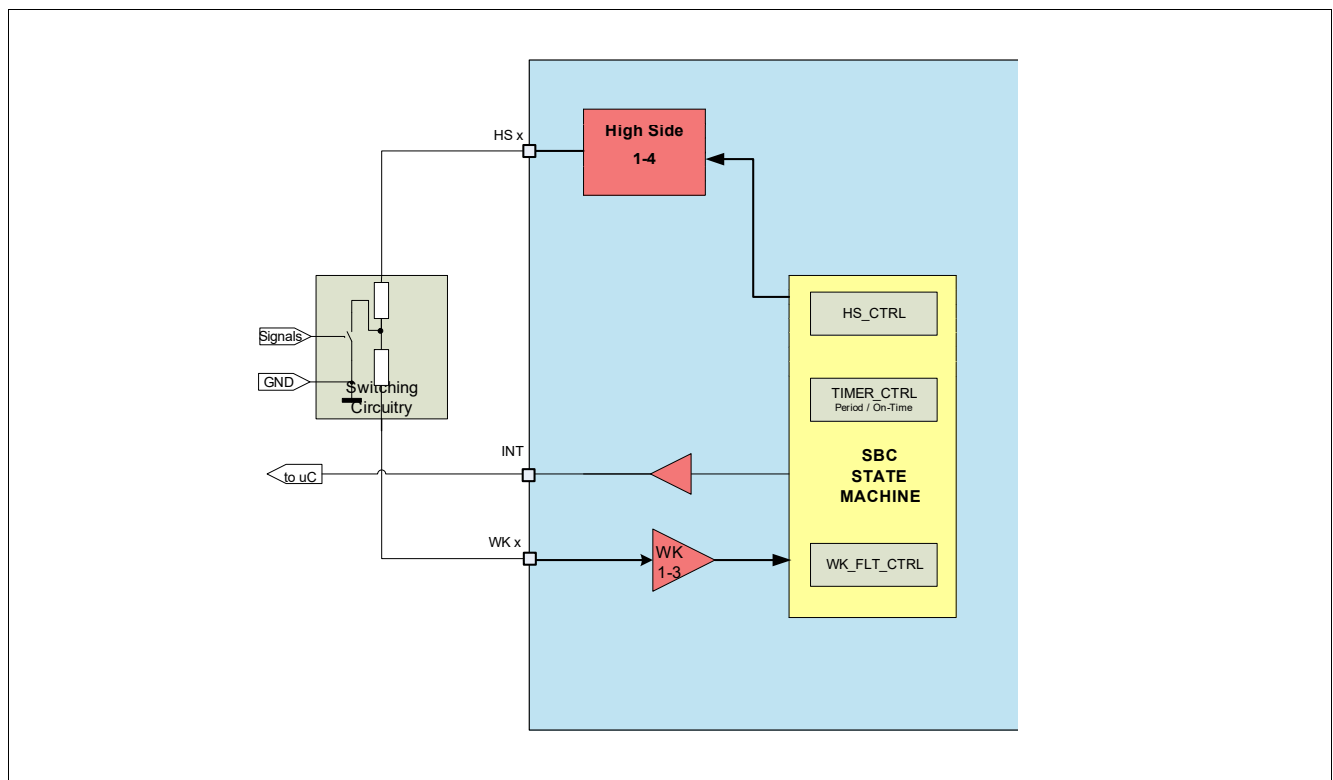 HS x
High Side
1-4
HS_CTRL
Signals
TIMER_CTRL
Period / On-Time
GND
Switching
Circuitry
INT
SBC
STATE
MACHINE
to uC
WK x
WK
1-3
WK_FLT_CTRL